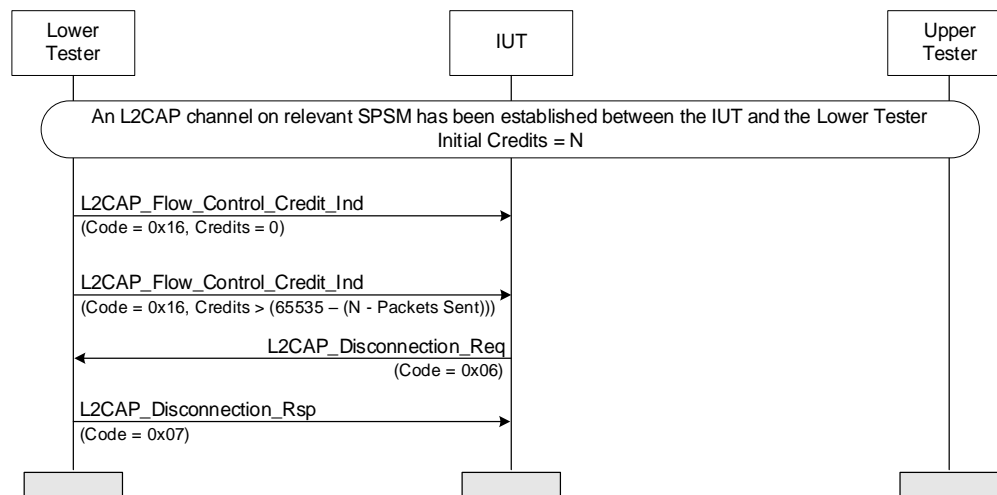 Lower
Tester
IUT
Upper
Tester
An L2CAP channel on relevant SPSM has been established between the IUT and the Lower Tester
Initial Credits = N
L2CAP_Flow_Control_Credit_Ind
(Code = 0x16, Credits = 0)
L2CAP_Flow_Control_Credit_Ind
(Code = 0x16, Credits > (65535 – (N - Packets Sent)))
L2CAP_Disconnection_Req
(Code = 0x06)
L2CAP_Disconnection_Rsp
(Code = 0x07)